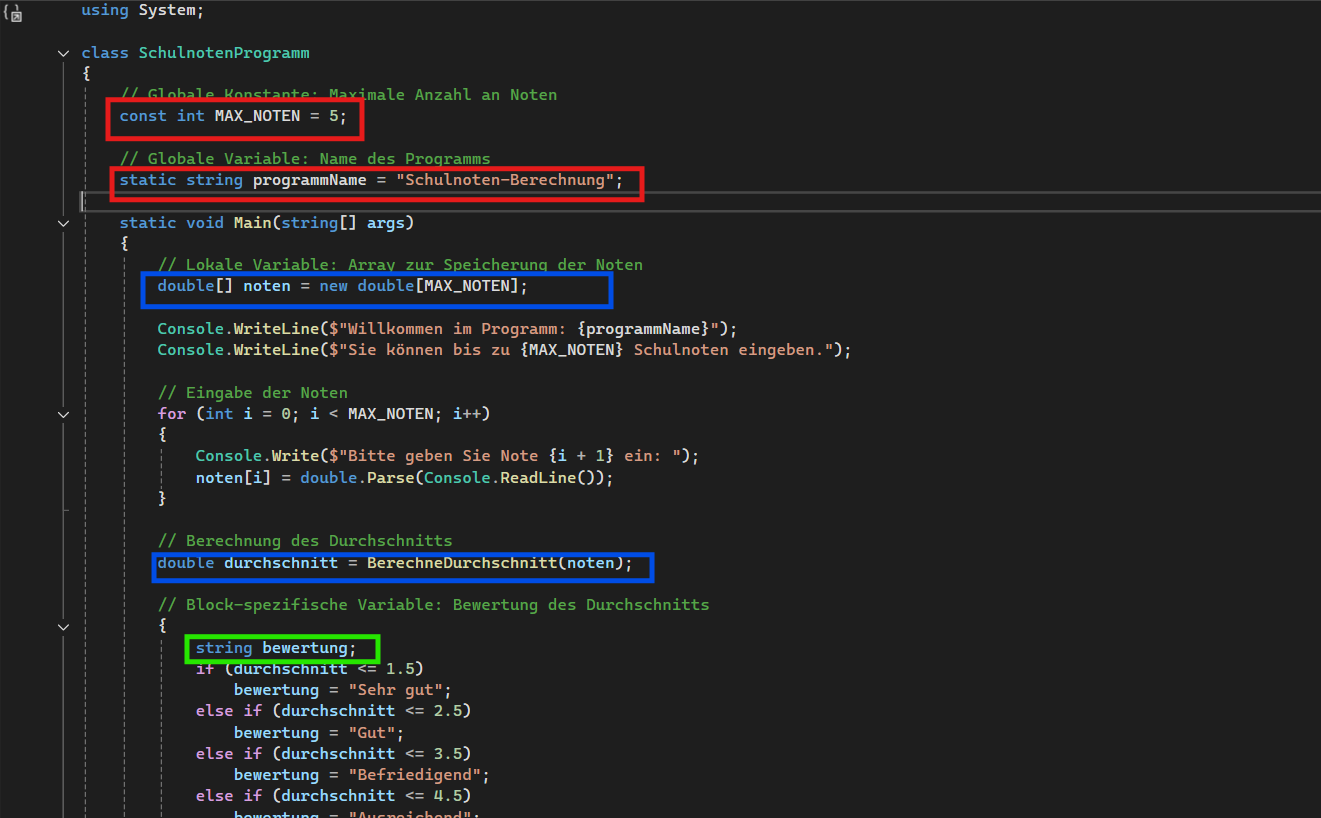 using System;
class SchulnotenProgramm
{
// Globale Konstante: Maximale Anzahl an Noten
const int MAX_NOTEN = 5;
// Globale Variable: Name des Programms
static string programmName = "Schulnoten-Berechnung";
static void Main(string[] args)
{
// Lokale Variable: Array zur Speicherung der Noten
double[] noten = new double[MAX_NOTEN];
Console.WriteLine($"Willkommen im Programm: {programmName}");
Console.WriteLine($"Sie können bis zu {MAX_NOTEN} Schulnoten eingeben.");
// Eingabe der Noten
for (int i = 0; i < MAX_NOTEN; i++)
{
Console.Write($"Bitte geben Sie Note {i + 1} ein: ");
noten[i] = double.Parse(Console.ReadLine());
}
// Berechnung des Durchschnitts
double durchschnitt = BerechneDurchschnitt(noten);
// Block-spezifische Variable: Bewertung des Durchschnitts
{
string bewertung;
if (durchschnitt <= 1.5)
bewertung = "Sehr gut";
else if (durchschnitt <= 2.5)
bewertung = "Gut";
else if (durchschnitt <= 3.5)
bewertung = "Befriedigend";
else if (durchschnitt <= 4.5)
bewertung = "Ausreichend";